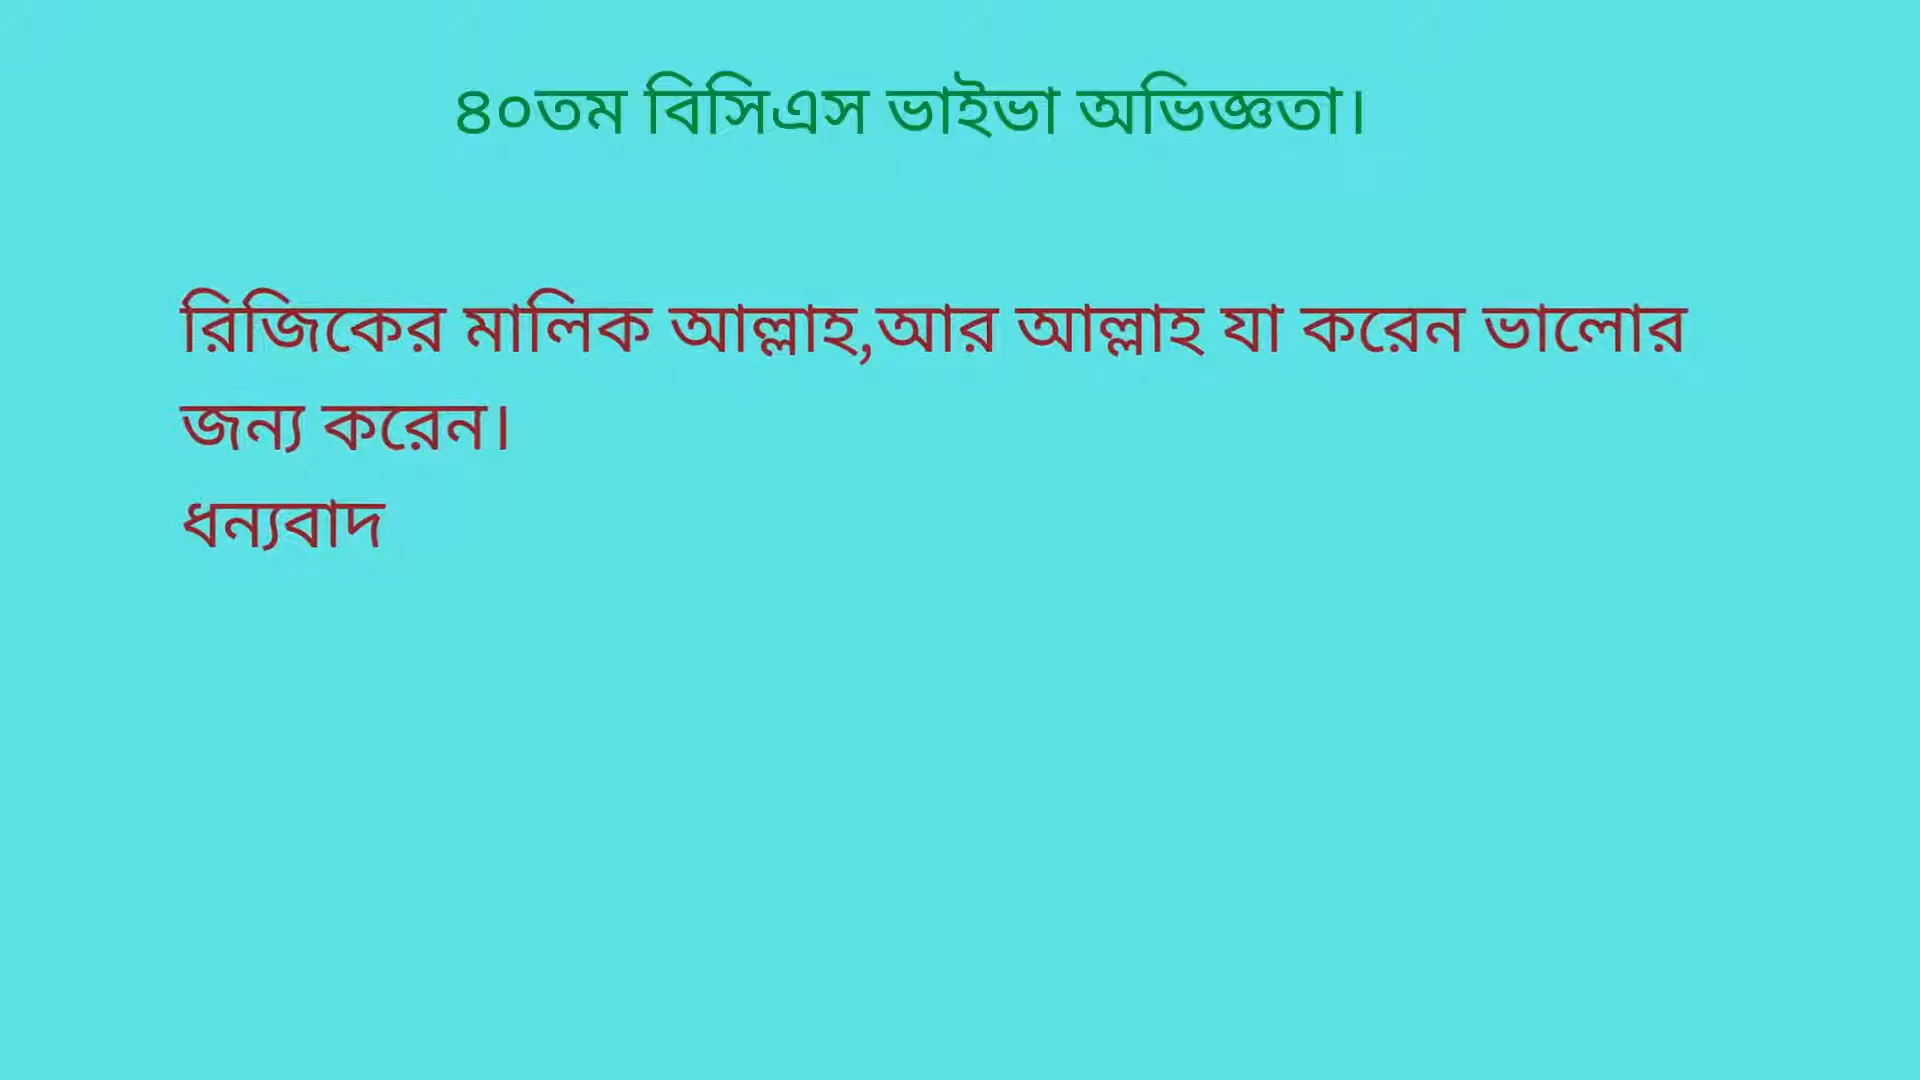 ৪০তম বিসিএস ভাইভা অভিজ্ঞতা।
রিজিকের মালিক আল্লাহ,আর আল্লাহ যা করেন ভালোর
জন্য করেন।
ধন্যবাদ